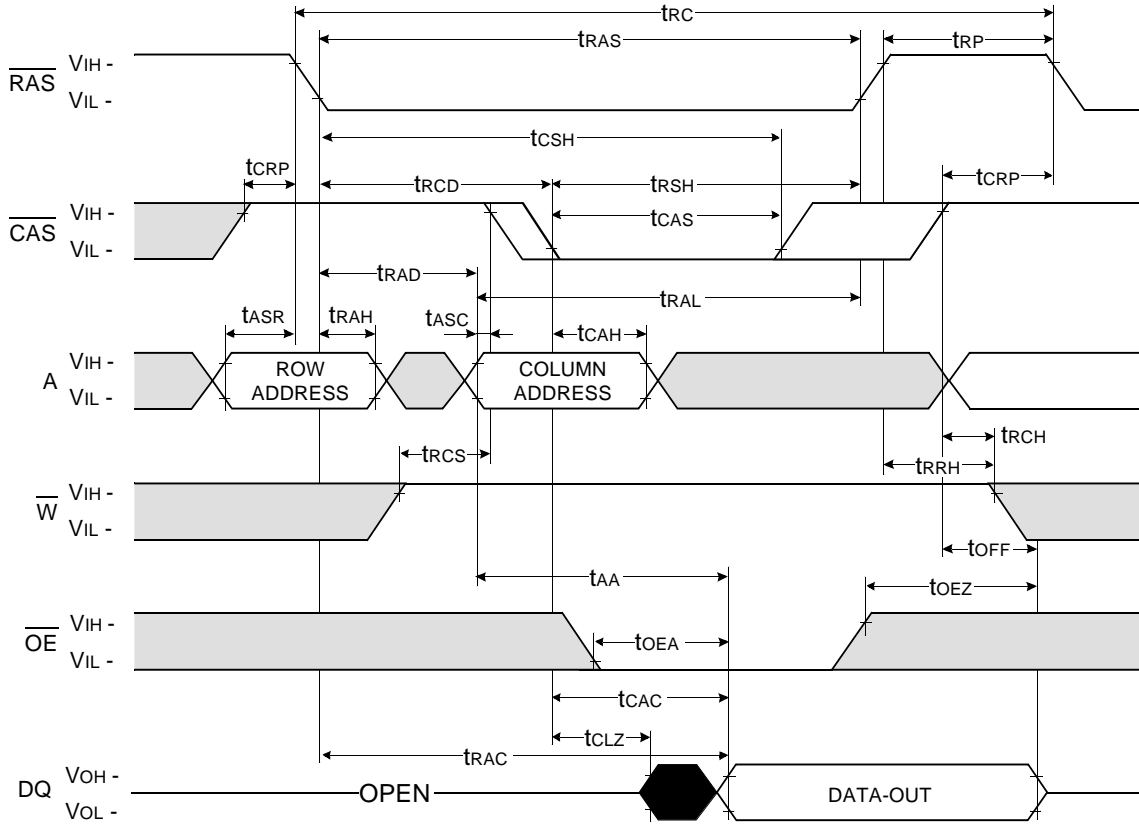 tRC
tRAS
tRP
RAS
VIH -
VIL -
tCSH
tCRP
tRCD
tRSH
tCRP
CAS
VIH -
VIL -
tCAS
tRAD
tRAL
tASR
tRAH
tASC
tCAH
A
VIH -
VIL -
ROW
ADDRESS
COLUMN
ADDRESS
tRCS
tRCH
tRRH
W
VIH -
VIL -
tOFF
tAA
tOEZ
OE
VIH -
VIL -
tOEA
tCAC
tCLZ
tRAC
DQ
VOH -
VOL -
OPEN
DATA-OUT